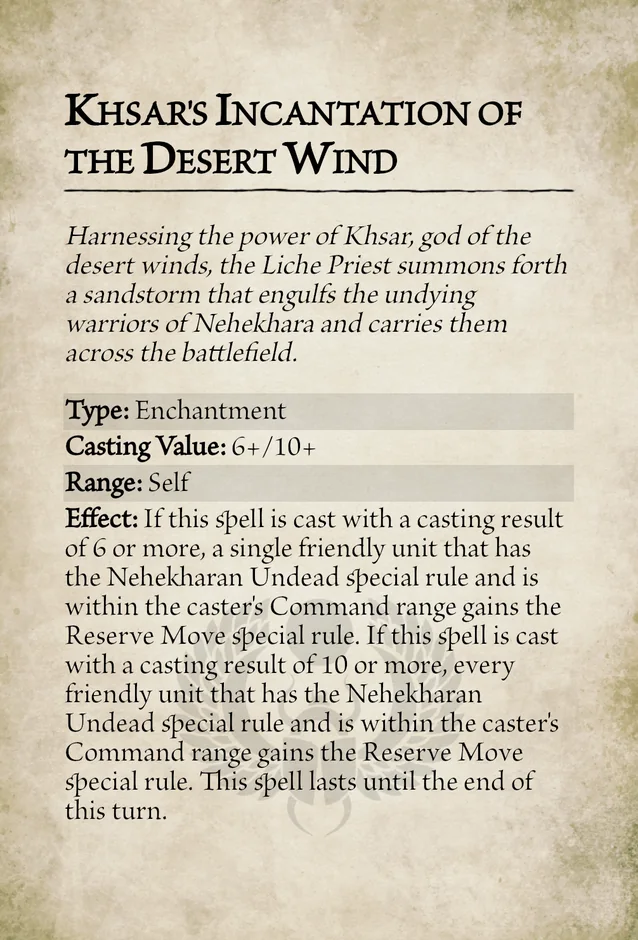 Khsar's Incantation of
the Desert Wind
Harnessing the power of Khsar, god of the
desert winds, the Liche Priest summons forth
a sandstorm that engulfs the undying
warriors of Nehekhara and carries them
across the battlefield.
Type: Enchantment
Casting Value: 6+/10+
Range: Self
Effect: If this spell is cast with a casting result
of 6 or more, a single friendly unit that has
the Nehekharan Undead special rule and is
within the caster's Command range gains the
Reserve Move special rule. If this spell is cast
with a casting result of 10 or more, every
friendly unit that has the Nehekharan
Undead special rule and is within the caster's
Command range gains the Reserve Move
special rule. This spell lasts until the end of
this turn.